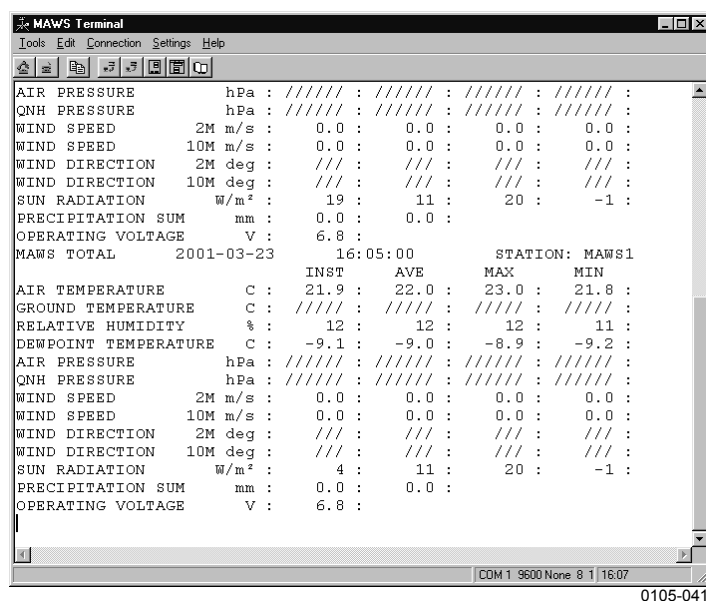 MAWS Terminal
Tools Edit Connection Settings Help
AIR PRESSURE hPa : ////// : ////// : ////// : ////// :
QNH PRESSURE hPa : ////// : ////// : ////// : ////// :
WIND SPEED 2M m/s : 0.0 : 0.0 : 0.0 : 0.0 :
WIND SPEED 10M m/s : 0.0 : 0.0 : 0.0 : 0.0 :
WIND DIRECTION 2M deg : /// : /// : /// : /// :
WIND DIRECTION 10M deg : /// : /// : /// : /// :
SUN RADIATION W/m² : 19 : 11 : 20 : -1 :
PRECIPITATION SUM mm : 0.0 : 0.0 :
OPERATING VOLTAGE V : 6.8 :
MAWS TOTAL 2001-03-23 16:05:00 STATION: MAWS1
INST AVE MAX MIN
AIR TEMPERATURE C : 21.9 : 22.0 : 23.0 : 21.8 :
GROUND TEMPERATURE C : ///// : ///// : ///// : ///// :
RELATIVE HUMIDITY % : 12 : 12 : 12 : 11 :
DEWPOINT TEMPERATURE C : -9.1 : -9.0 : -8.9 : -9.2 :
AIR PRESSURE hPa : ////// : ////// : ////// : ////// :
QNH PRESSURE hPa : ////// : ////// : ////// : ////// :
WIND SPEED 2M m/s : 0.0 : 0.0 : 0.0 : 0.0 :
WIND SPEED 10M m/s : 0.0 : 0.0 : 0.0 : 0.0 :
WIND DIRECTION 2M deg : /// : /// : /// : /// :
WIND DIRECTION 10M deg : /// : /// : /// : /// :
SUN RADIATION W/m² : 4 : 11 : 20 : -1 :
PRECIPITATION SUM mm : 0.0 : 0.0 :
OPERATING VOLTAGE V : 6.8 :
COM 1 9600 None 8 1 16:07
0105-041